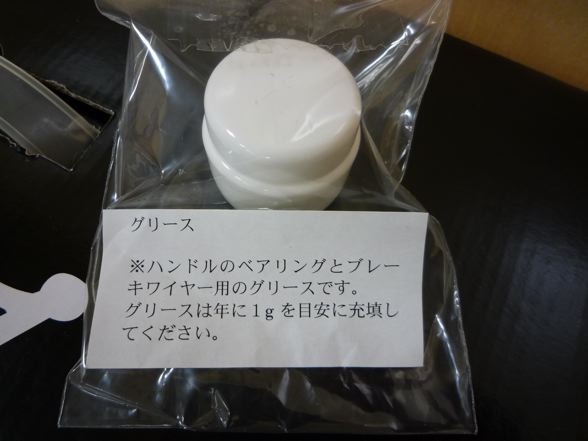 グリース
※ハンドルのベアリングとブレー
キワイヤー用のグリースです。
グリースは年に１ｇを目安に充填し
てください。